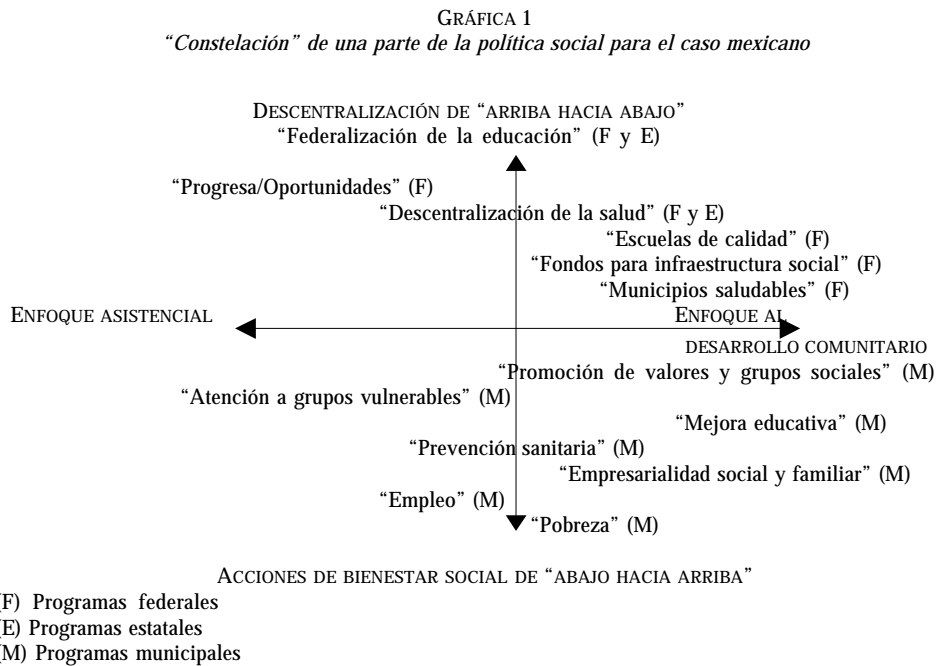 GRÁFICA 1
“Constelación” de una parte de la política social para el caso mexicano
DESCENTRALIZACIÓN DE “ARRIBA HACIA ABAJO”
“Federalización de la educación” (F y E)
“Progresa/Oportunidades” (F)
“Descentralización de la salud” (F y E)
“Escuelas de calidad” (F)
“Fondos para infraestructura social” (F)
“Municipios saludables” (F)
ENFOQUE ASISTENCIAL
ENFOQUE AL
DESARROLLO COMUNITARIO
“Promoción de valores y grupos sociales” (M)
“Atención a grupos vulnerables” (M)
“Mejora educativa” (M)
“Prevención sanitaria” (M)
“Empresarialidad social y familiar” (M)
“Empleo” (M)
“Pobreza” (M)
ACCIONES DE BIENESTAR SOCIAL DE “ABAJO HACIA ARRIBA”
(F) Programas federales
(E) Programas estatales
(M) Programas municipales